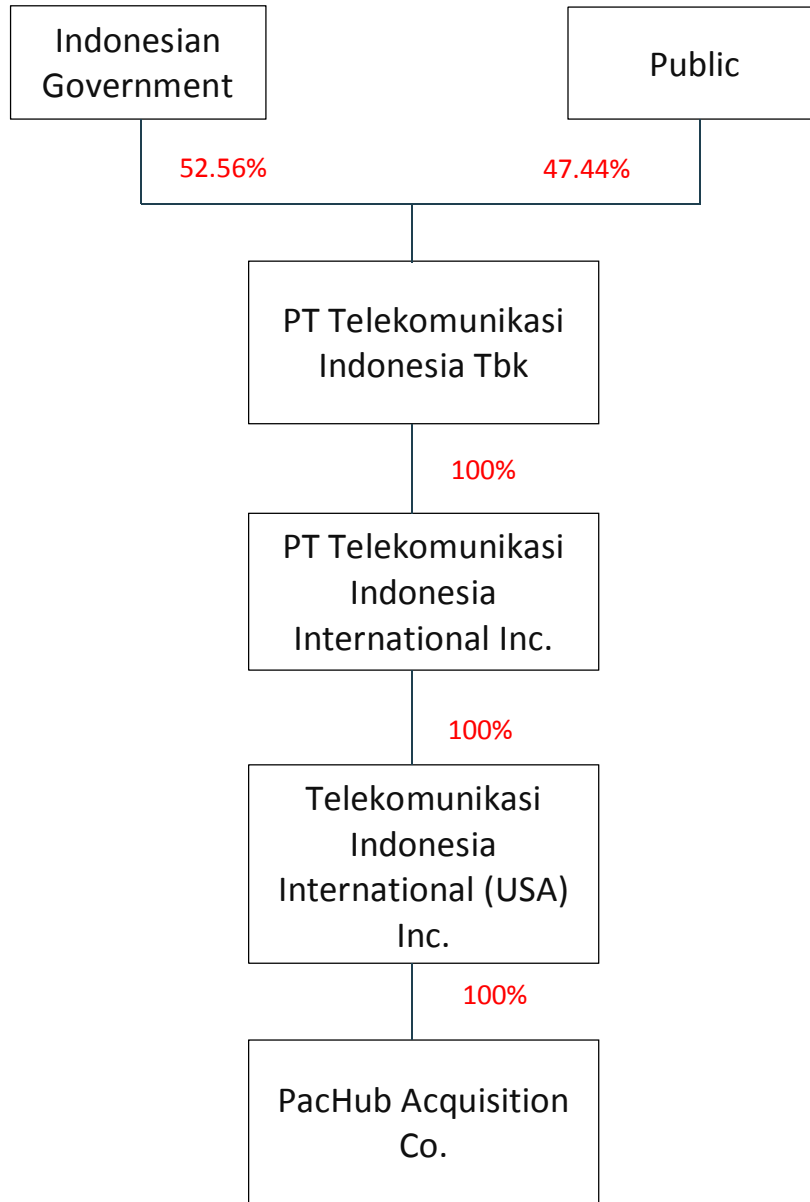 Indonesian
Government
Public
52.56%
47.44%
PT Telekomunikasi
Indonesia Tbk
100%
PT Telekomunikasi
Indonesia
International Inc.
100%
Telekomunikasi
Indonesia
International (USA)
Inc.
100%
PacHub Acquisition
Co.